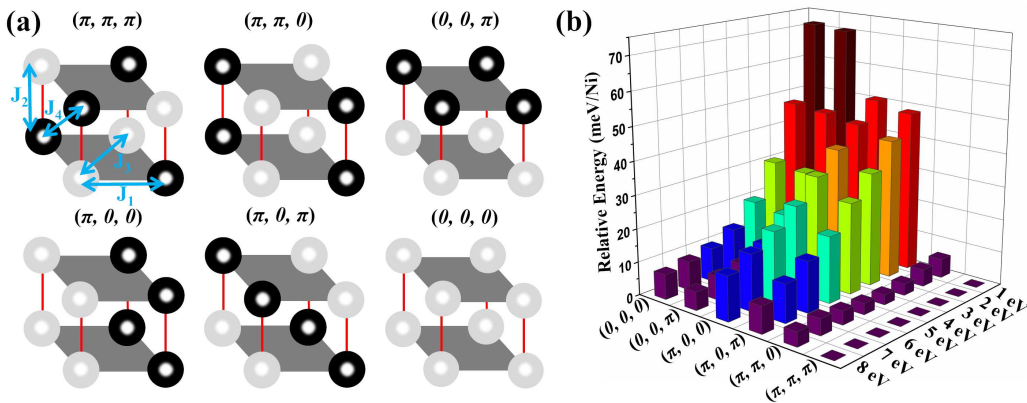 (a)
(π, π, π)
(π, π, 0)
(0, 0, π)
J2
J4
J3
J1
(π, 0, 0)
(π, 0, π)
(0, 0, 0)
(b)
Relative Energy (meV/Ni)
70
60
50
40
30
20
10
0
(0, 0, 0)
(0, 0, π)
(π, 0, 0)
(π, 0, π)
(π, π, 0)
(π, π, π)
1 eV
2 eV
3 eV
4 eV
5 eV
6 eV
7 eV
8 eV